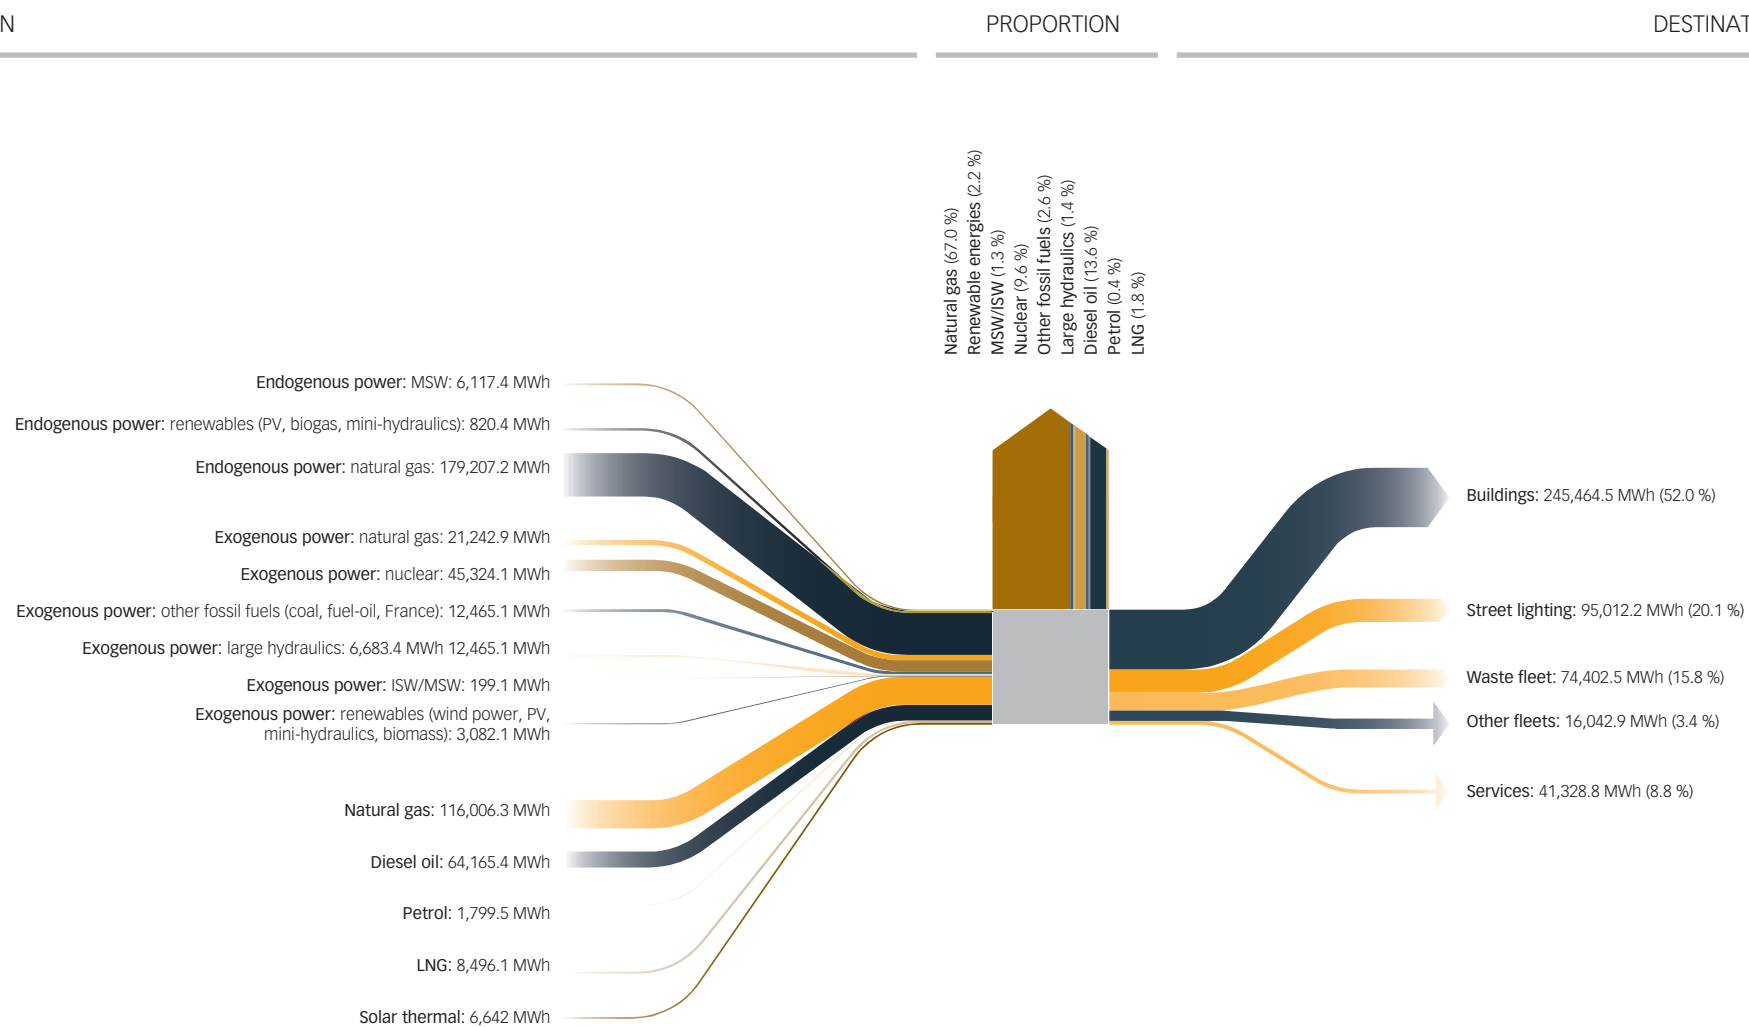 N
PROPORTION
DESTINAT
Natural gas (67.0 %)
Renewable energies (2.2 %)
MSW/ISW (1.3 %)
Nuclear (9.6 %)
Other fossil fuels (2.6 %)
Large hydraulics (1.4 %)
Diesel oil (13.6 %)
Petrol (0.4 %)
LNG (1.8 %)
Endogenous power: MSW: 6,117.4 MWh
Endogenous power: renewables (PV, biogas, mini-hydraulics): 820.4 MWh
Endogenous power: natural gas: 179,207.2 MWh
Exogenous power: natural gas: 21,242.9 MWh
Exogenous power: nuclear: 45,324.1 MWh
Exogenous power: other fossil fuels (coal, fuel-oil, France): 12,465.1 MWh
Exogenous power: large hydraulics: 6,683.4 MWh 12,465.1 MWh
Exogenous power: ISW/MSW: 199.1 MWh
Exogenous power: renewables (wind power, PV,
mini-hydraulics, biomass): 3,082.1 MWh
Natural gas: 116,006.3 MWh
Diesel oil: 64,165.4 MWh
Petrol: 1,799.5 MWh
LNG: 8,496.1 MWh
Solar thermal: 6,642 MWh
Buildings: 245,464.5 MWh (52.0 %)
Street lighting: 95,012.2 MWh (20.1 %)
Waste fleet: 74,402.5 MWh (15.8 %)
Other fleets: 16,042.9 MWh (3.4 %)
Services: 41,328.8 MWh (8.8 %)